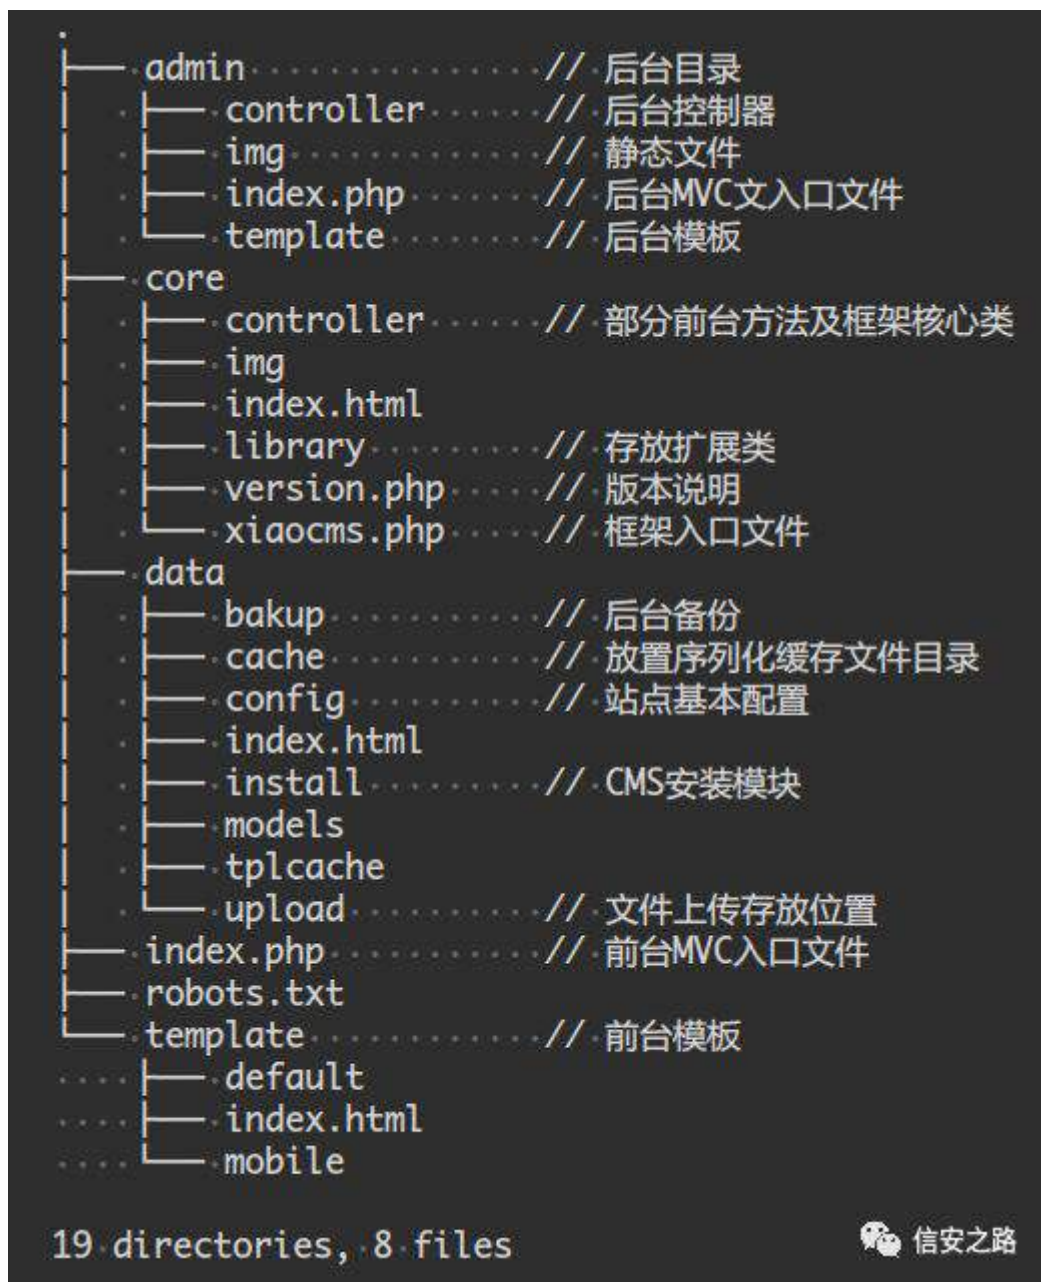 .
├── admin // 后台目录
│   ├── controller // 后台控制器
│   ├── img // 静态文件
│   ├── index.php // 后台MVC文入口文件
│   └── template // 后台模板
├── core
│   ├── controller // 部分前台方法及框架核心类
│   ├── img
│   ├── index.html
│   ├── library // 存放扩展类
│   ├── version.php // 版本说明
│   └── xiaocms.php // 框架入口文件
├── data
│   ├── bakup // 后台备份
│   ├── cache // 放置序列化缓存文件目录
│   ├── config // 站点基本配置
│   ├── index.html
│   ├── install // CMS安装模块
│   ├── models
│   ├── tplcache
│   └── upload // 文件上传存放位置
├── index.php // 前台MVC入口文件
├── robots.txt
└── template // 前台模板
    ├── default
    ├── index.html
    └── mobile
19 directories, 8 files
信安之路